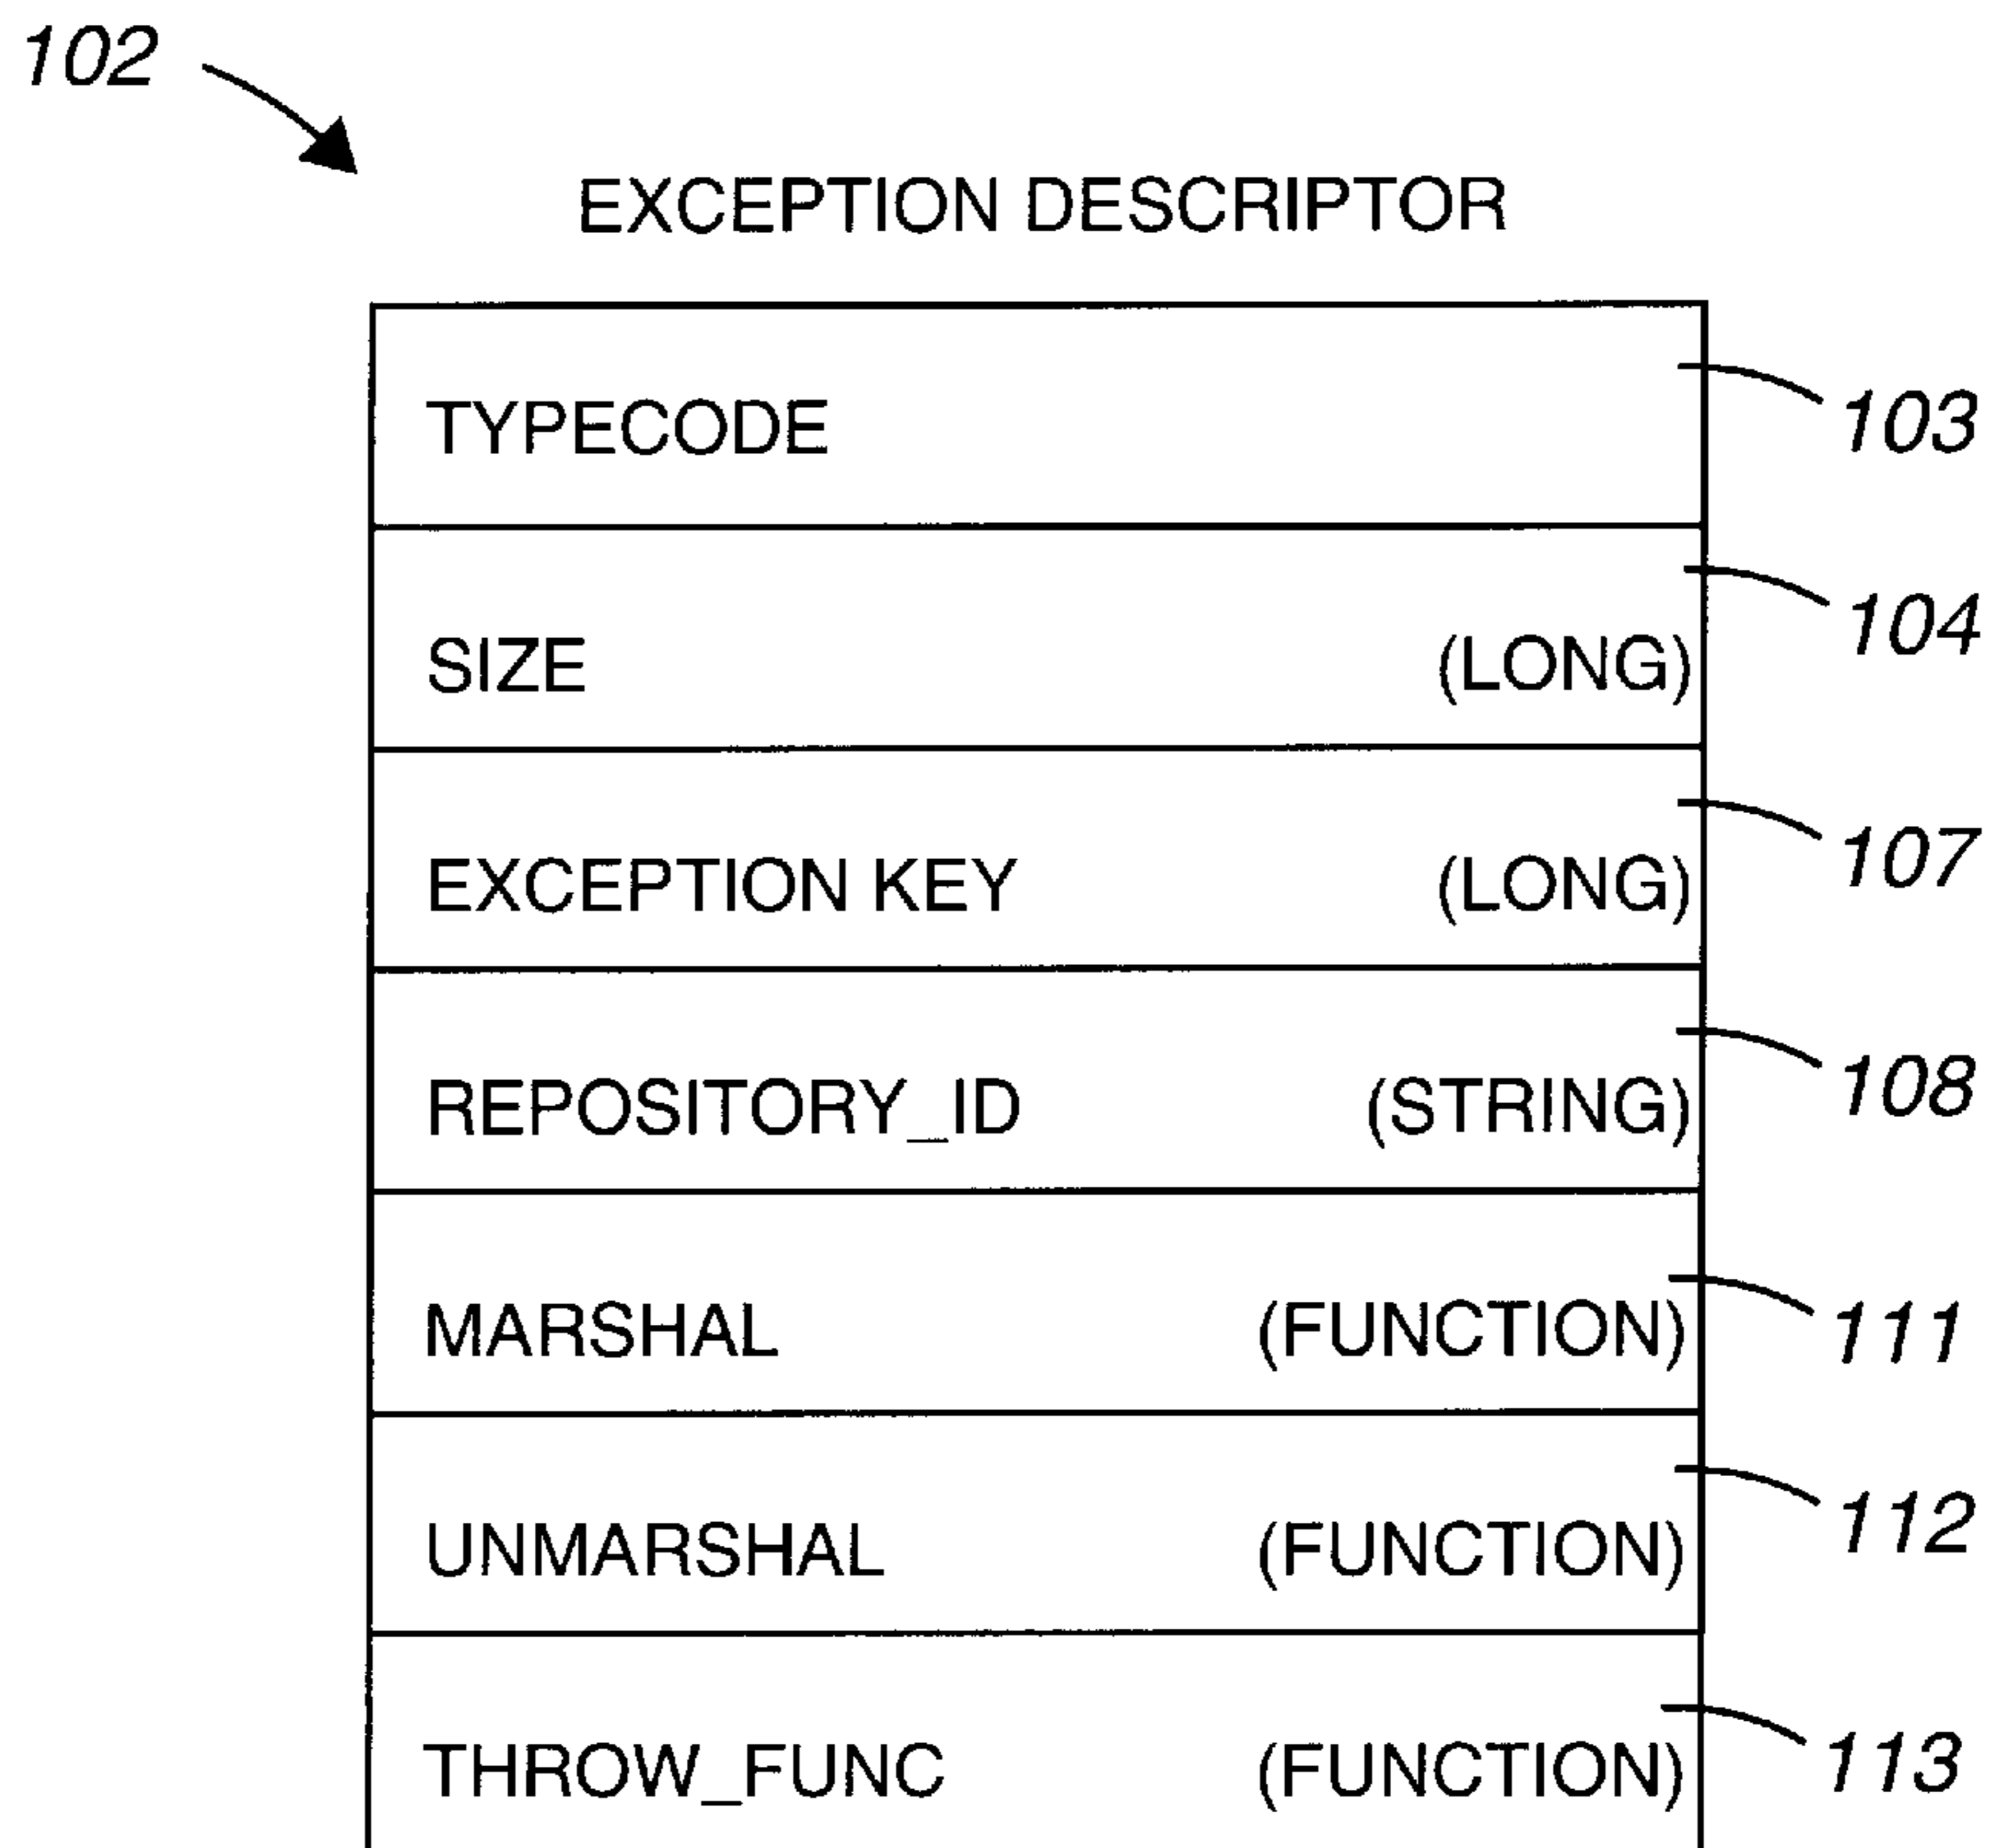 102
EXCEPTION DESCRIPTOR
TYPECODE 103
SIZE (LONG) 104
EXCEPTION KEY (LONG) 107
REPOSITORY_ID (STRING) 108
MARSHAL (FUNCTION) 111
UNMARSHAL (FUNCTION) 112
THROW_FUNC (FUNCTION) 113